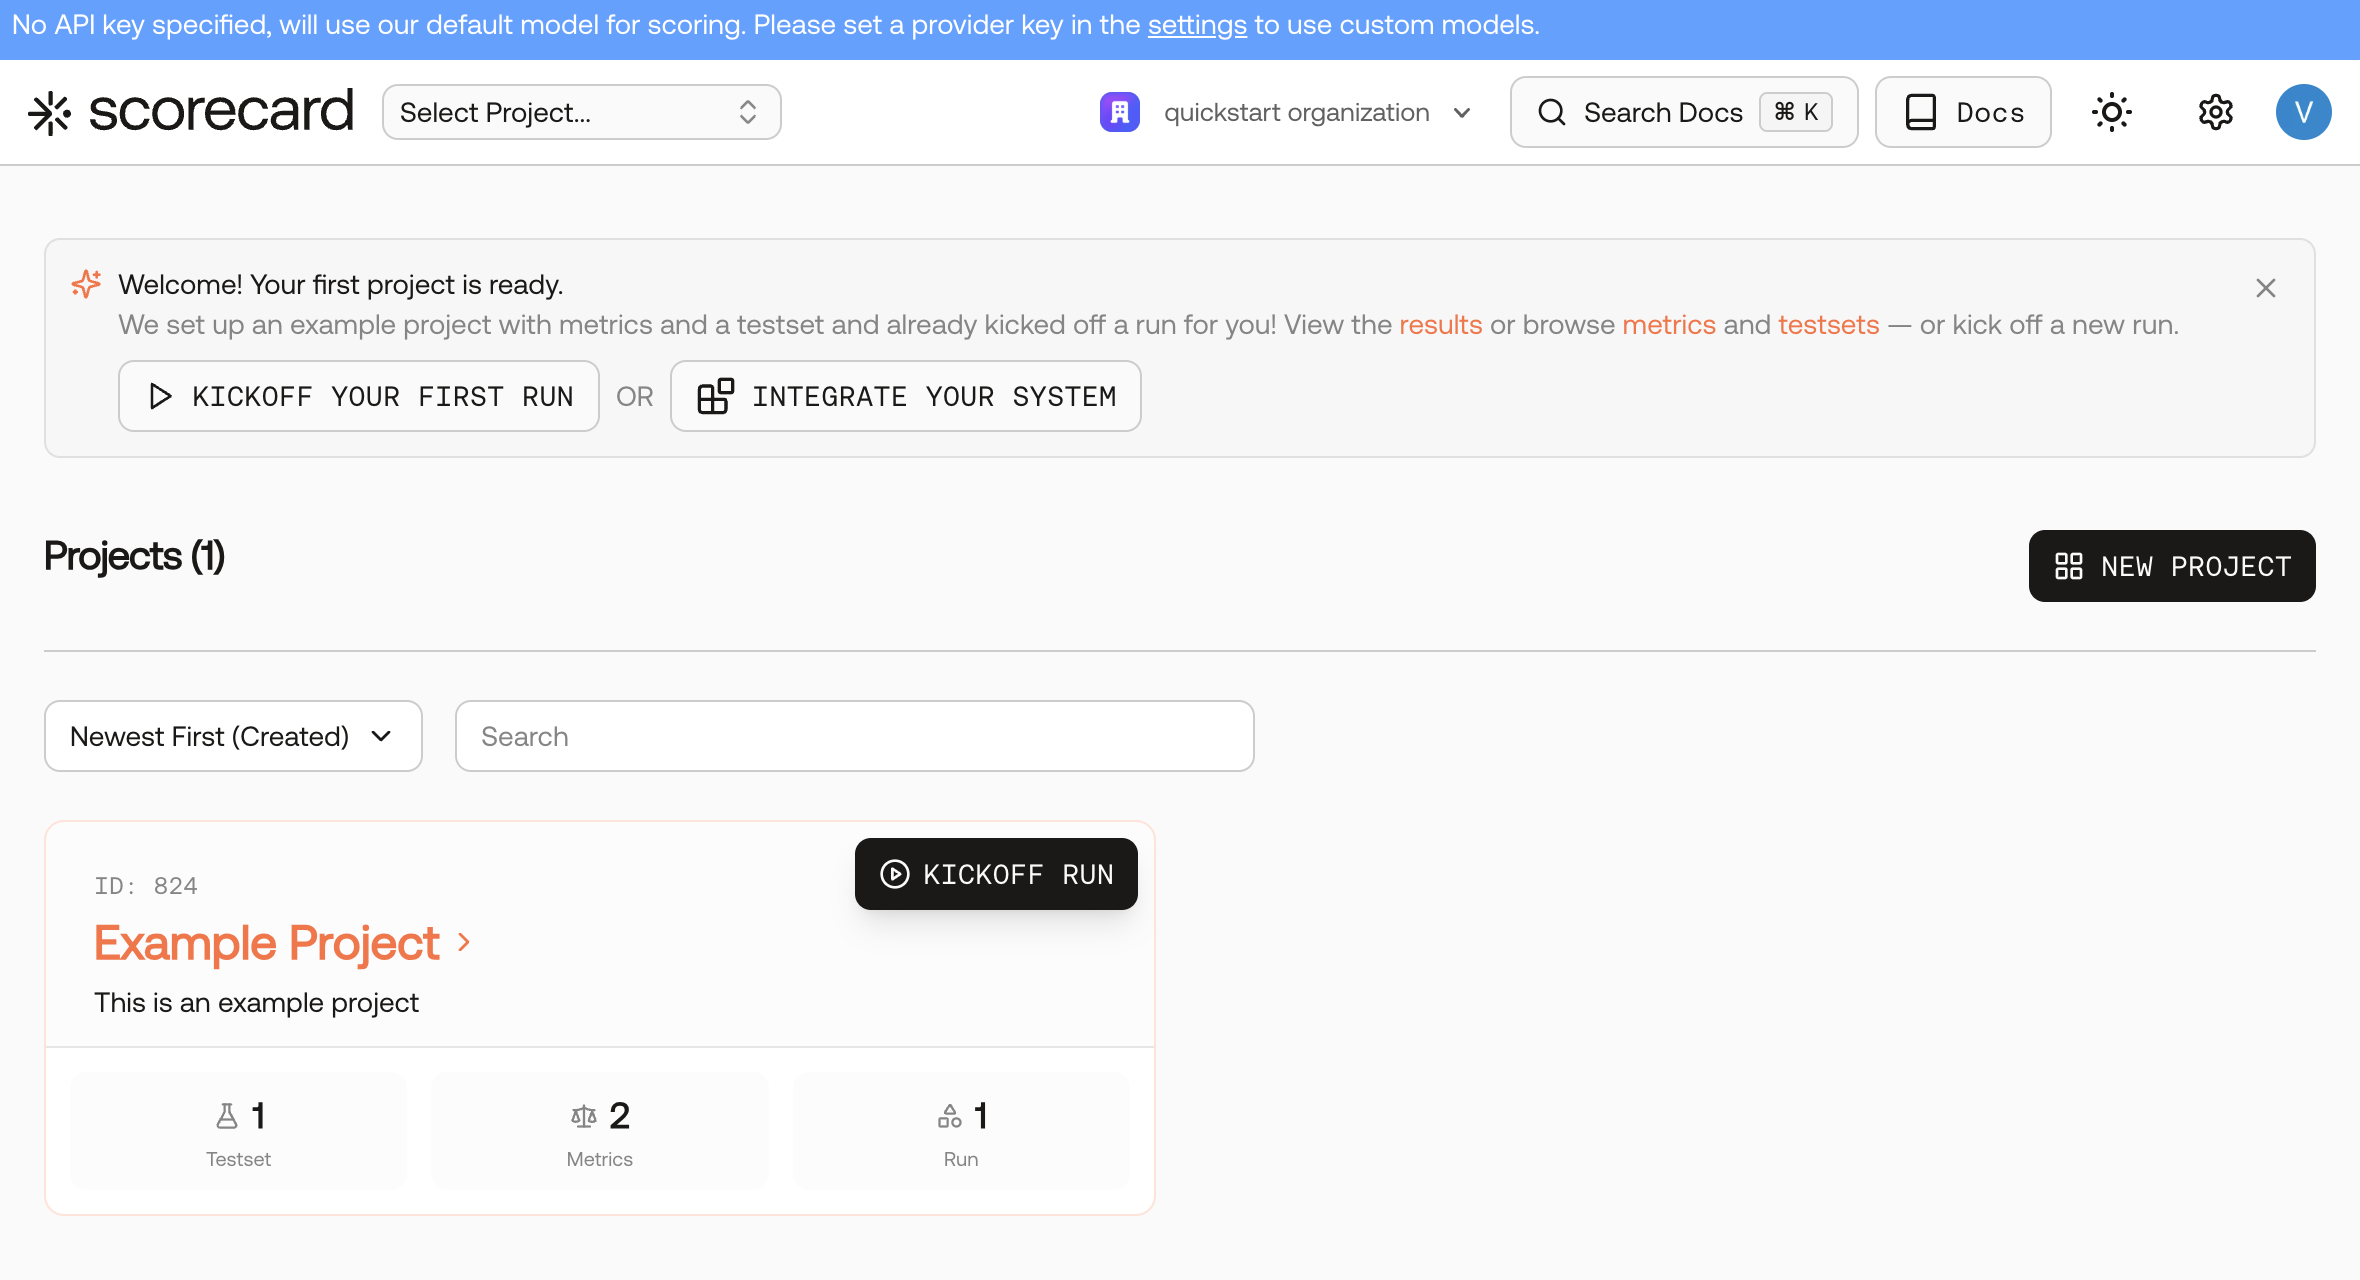 No API key specified, will use our default model for scoring. Please set a provider key in the settings to use custom models.
scorecard
Select Project...
quickstart organization
Search Docs ⌘ K
Docs
V
Welcome! Your first project is ready.
We set up an example project with metrics and a testset and already kicked off a run for you! View the results or browse metrics and testsets — or kick off a new run.
KICKOFF YOUR FIRST RUN OR INTEGRATE YOUR SYSTEM
Projects (1)
NEW PROJECT
Newest First (Created)
Search
KICKOFF RUN
ID: 824
Example Project
This is an example project
1
Testset
2
Metrics
1
Run